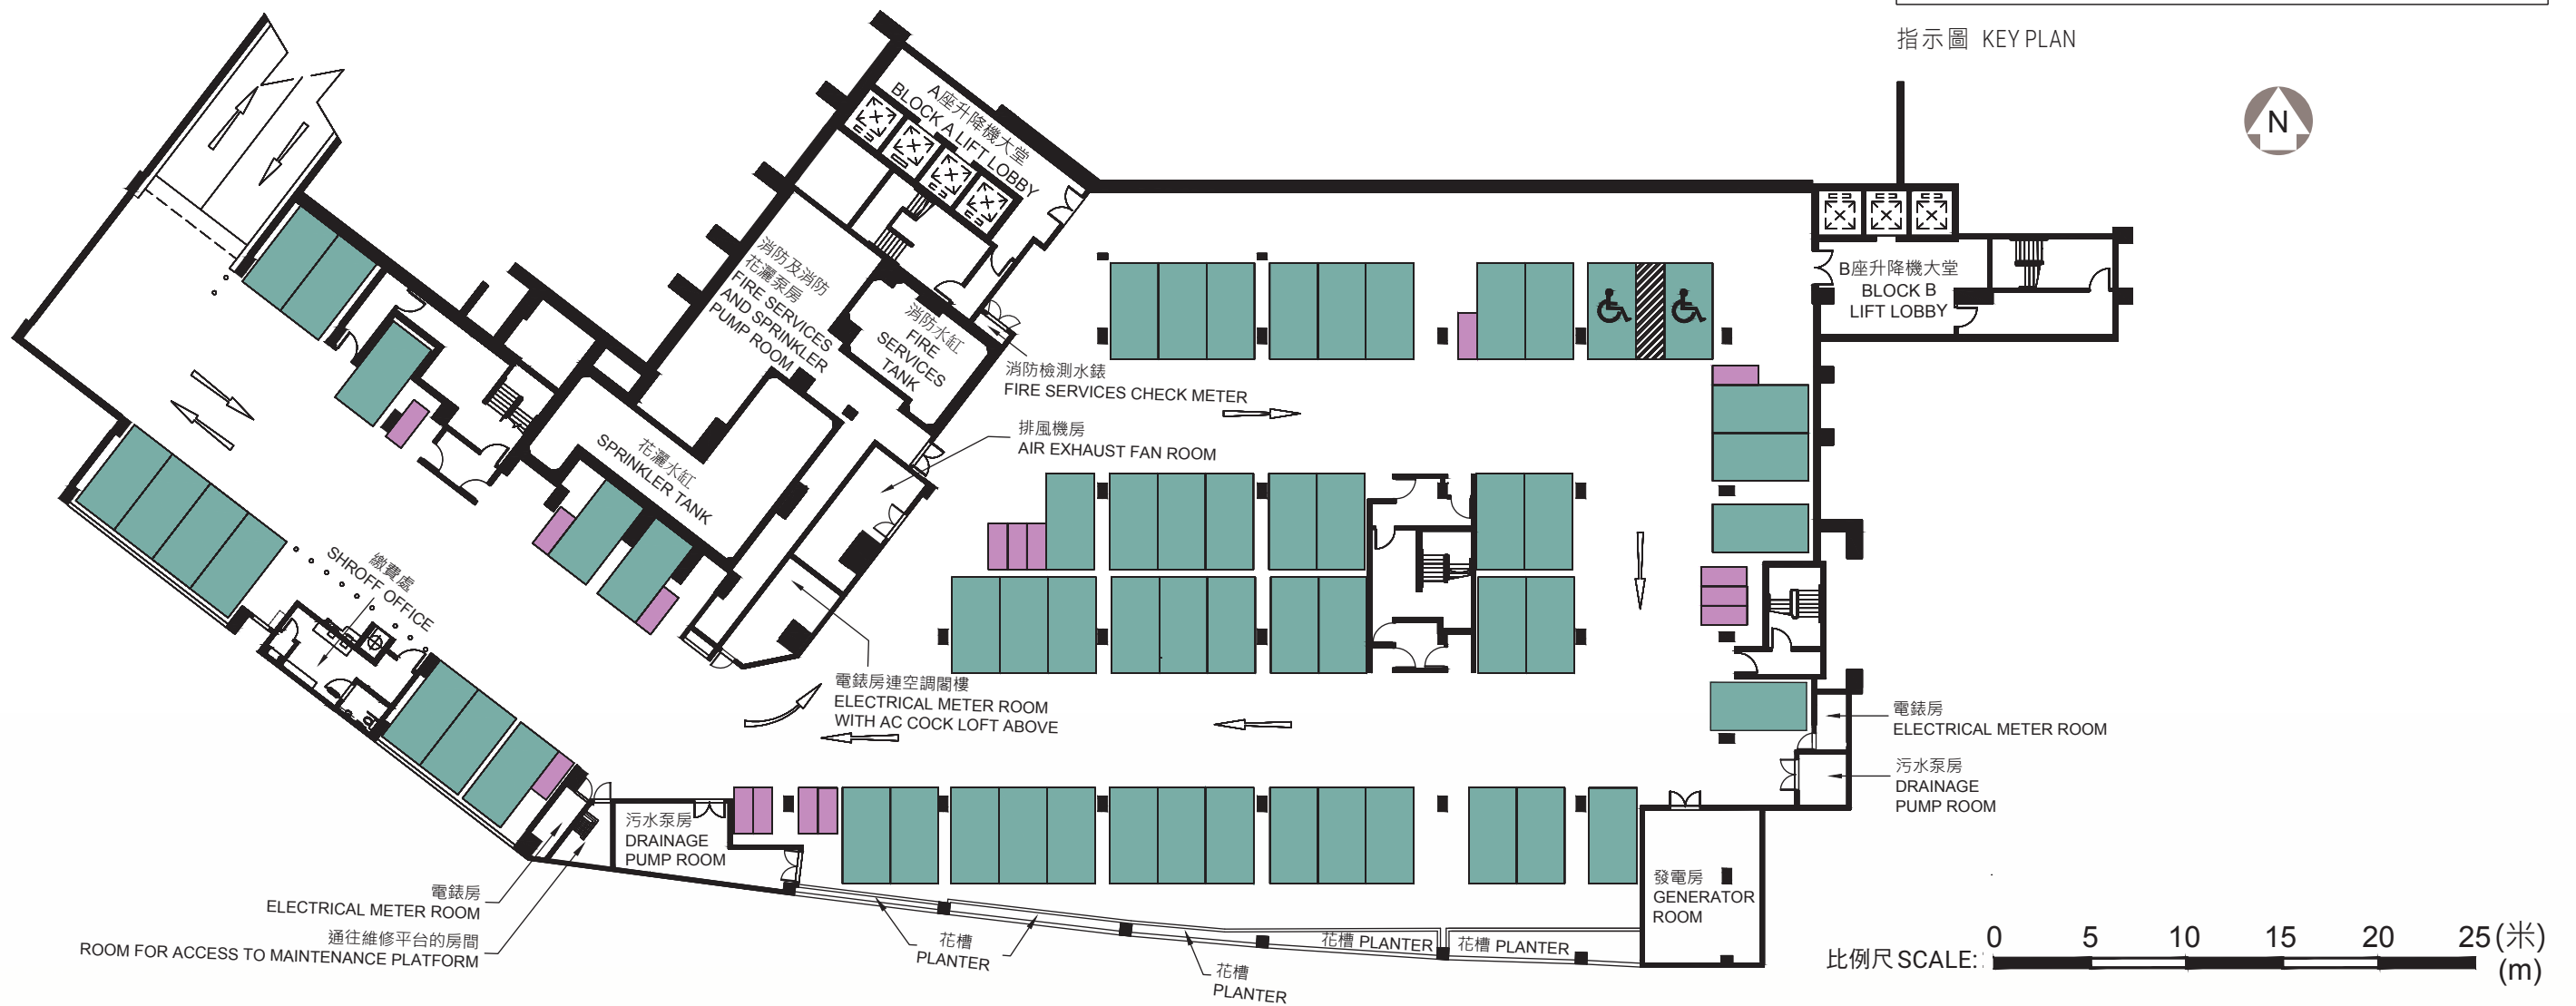 指示圖 KEY PLAN
N
A座升降機大堂
BLOCK A LIFT LOBBY
消防及消防
花灑泵房
FIRE SERVICES
AND SPRINKLER
PUMP ROOM
消防水缸
FIRE
SERVICES
TANK
B座升降機大堂
BLOCK B
LIFT LOBBY
消防檢測水錶
FIRE SERVICES CHECK METER
排風機房
AIR EXHAUST FAN ROOM
花灑水缸
SPRINKLER TANK
繳費處
SHROFF OFFICE
電錶房連空調閣樓
ELECTRICAL METER ROOM
WITH AC COCK LOFT ABOVE
電錶房
ELECTRICAL METER ROOM
污水泵房
DRAINAGE
PUMP ROOM
污水泵房
DRAINAGE
PUMP ROOM
電錶房
ELECTRICAL METER ROOM
通往維修平台的房間
ROOM FOR ACCESS TO MAINTENANCE PLATFORM
花槽
PLANTER
花槽
PLANTER
花槽 PLANTER
花槽 PLANTER
發電房
GENERATOR
ROOM
比例尺 SCALE:
0 5 10 15 20 25(米)
(m)